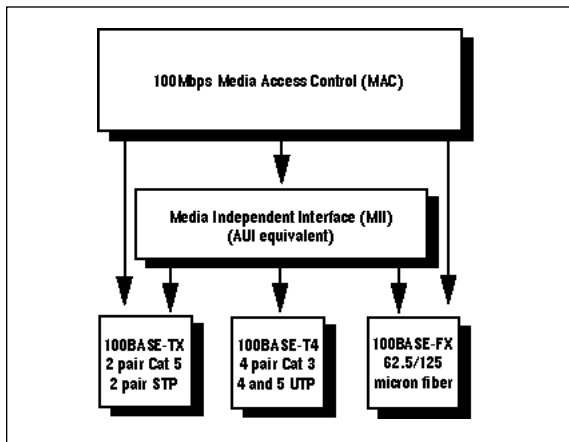 100Mbps Media Access Control (MAC)
Media Independent Interface (MII)
(AUI equivalent)
100BASE-TX
2 pair Cat 5
2 pair STP
100BASE-T4
4 pair Cat 3
4 and 5 UTP
100BASE-FX
62.5/125
micron fiber